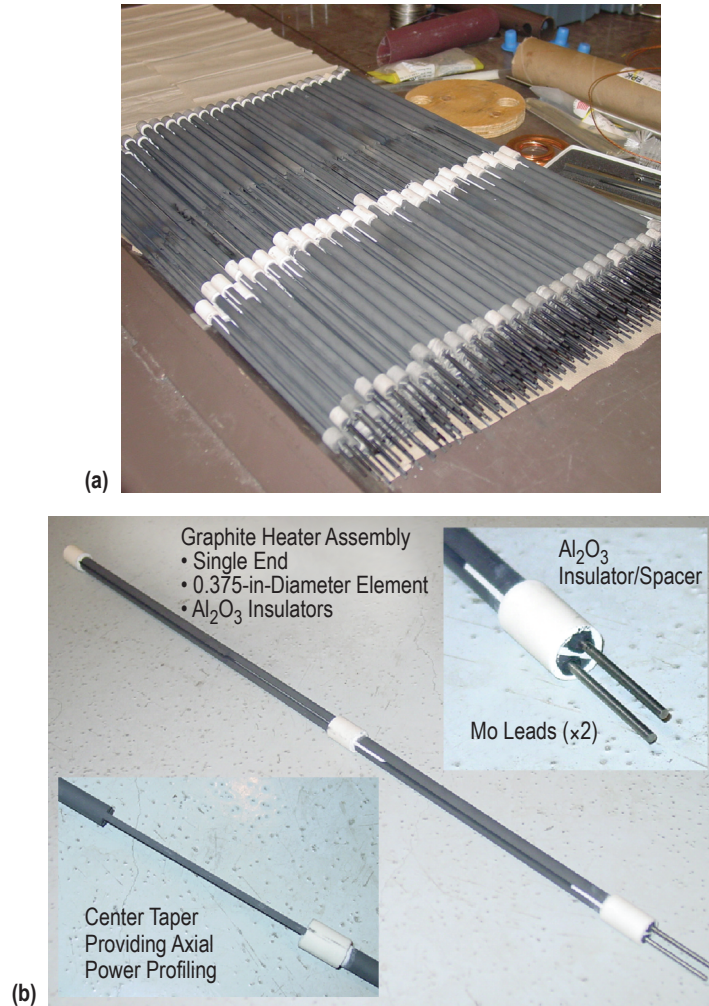 (a)
Graphite Heater Assembly
• Single End
• 0.375-in-Diameter Element
• Al₂O₃ Insulators
Al₂O₃
Insulator/Spacer
Mo Leads (×2)
Center Taper
Providing Axial
Power Profiling
(b)